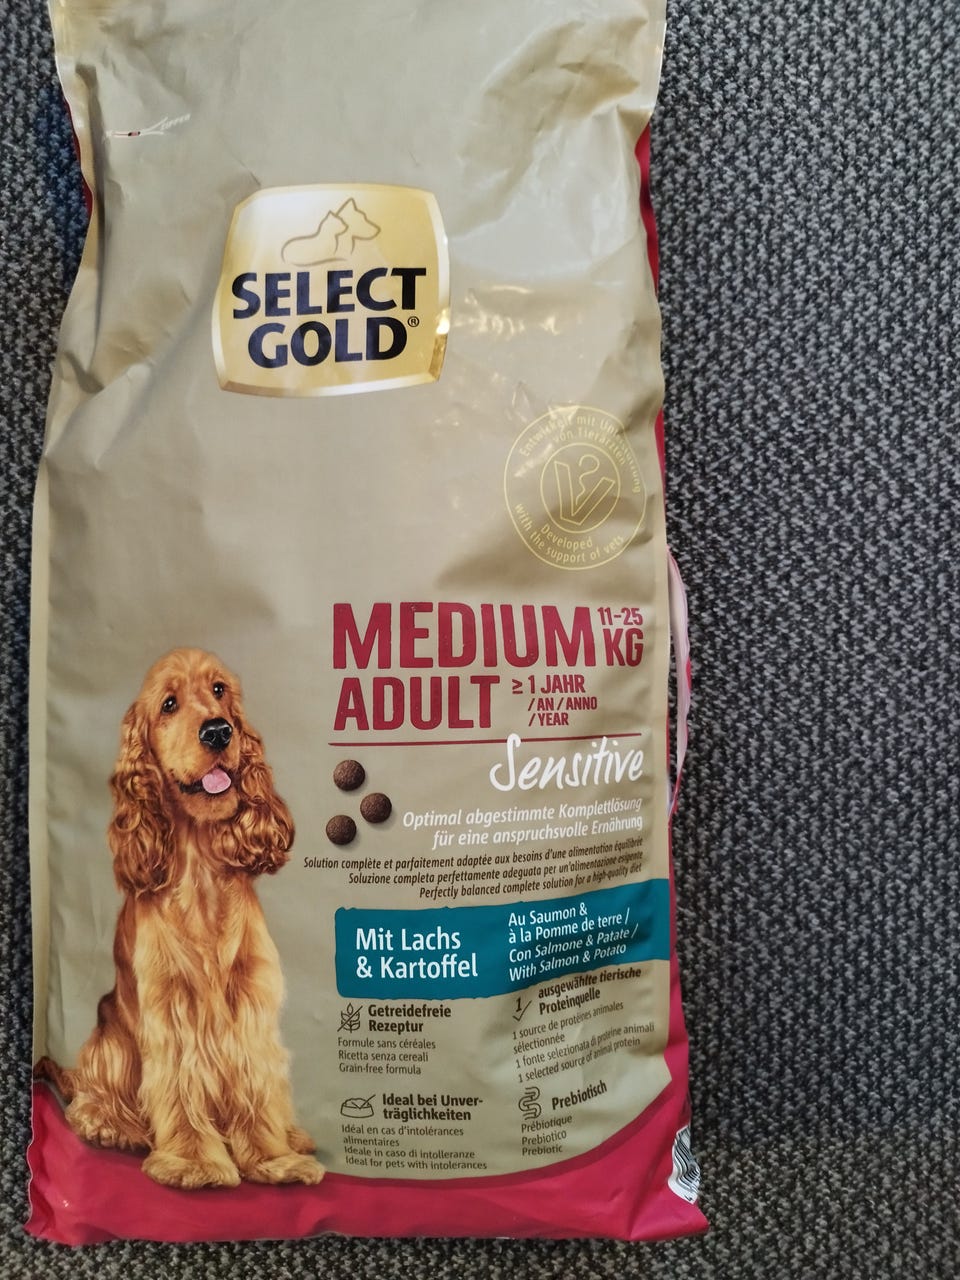 ZIPPER
SELECT
GOLD®
Entwickelt mit Unterstützung
von Tierärzten
Developed
with the support of vets
MEDIUM 11-25 KG
ADULT ≥ 1 JAHR
/AN/ANNO
/YEAR
Sensitive
Optimal abgestimmte Komplettlösung
für eine anspruchsvolle Ernährung
Solution complète et parfaitement adaptée aux besoins d'une alimentation équilibrée
Soluzione completa perfettamente adeguata per un'alimentazione esigente
Perfectly balanced complete solution for a high-quality diet
Mit Lachs
& Kartoffel
Au Saumon &
à la Pomme de terre /
Con Salmone & Patate /
With Salmon & Potato
Getreidefreie
Rezeptur
Formule sans céréales
Ricetta senza cereali
Grain-free formula
1 ausgewählte tierische
Proteinquelle
1 source de protéines animales
sélectionnée
1 fonte selezionata di proteine animali
1 selected source of animal protein
Ideal bei Unver-
träglichkeiten
Idéal en cas d'intolérances
alimentaires
Ideale in caso di intolleranze
Ideal for pets with intolerances
Prebiotisch
Prébiotique
Prebiotico
Prebiotic